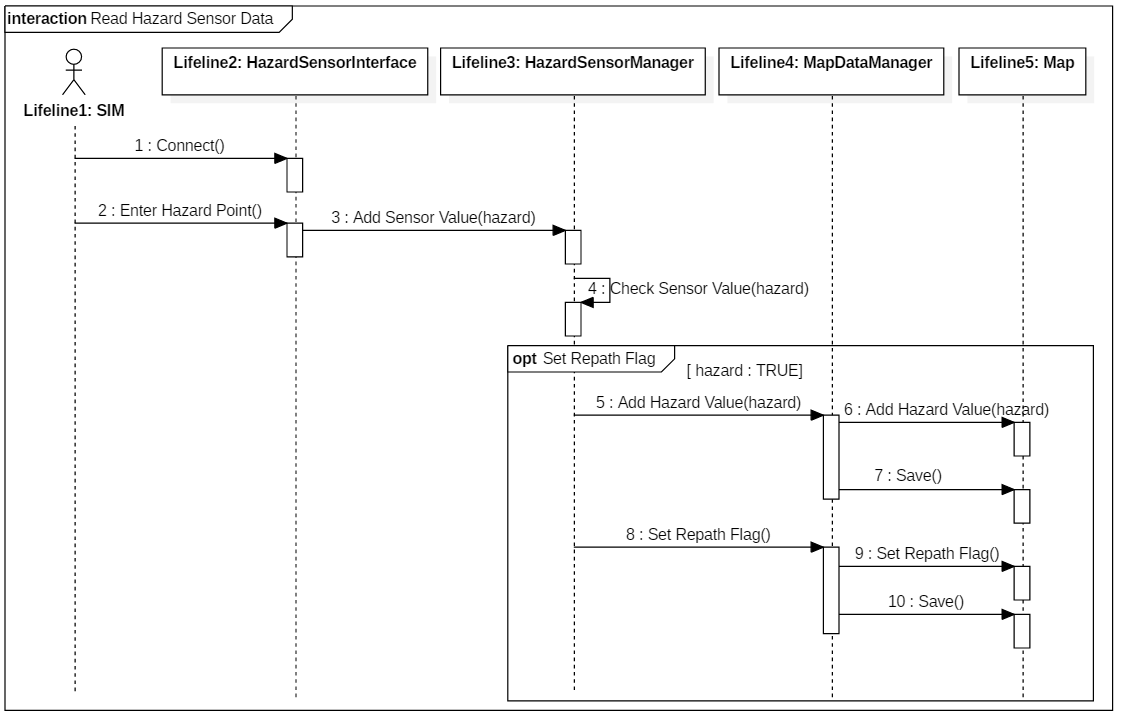 interaction Read Hazard Sensor Data
Lifeline1: SIM
Lifeline2: HazardSensorInterface
Lifeline3: HazardSensorManager
Lifeline4: MapDataManager
Lifeline5: Map
1 : Connect()
2 : Enter Hazard Point()
3 : Add Sensor Value(hazard)
4 : Check Sensor Value(hazard)
opt Set Repath Flag
[ hazard : TRUE]
5 : Add Hazard Value(hazard)
6 : Add Hazard Value(hazard)
7 : Save()
8 : Set Repath Flag()
9 : Set Repath Flag()
10 : Save()